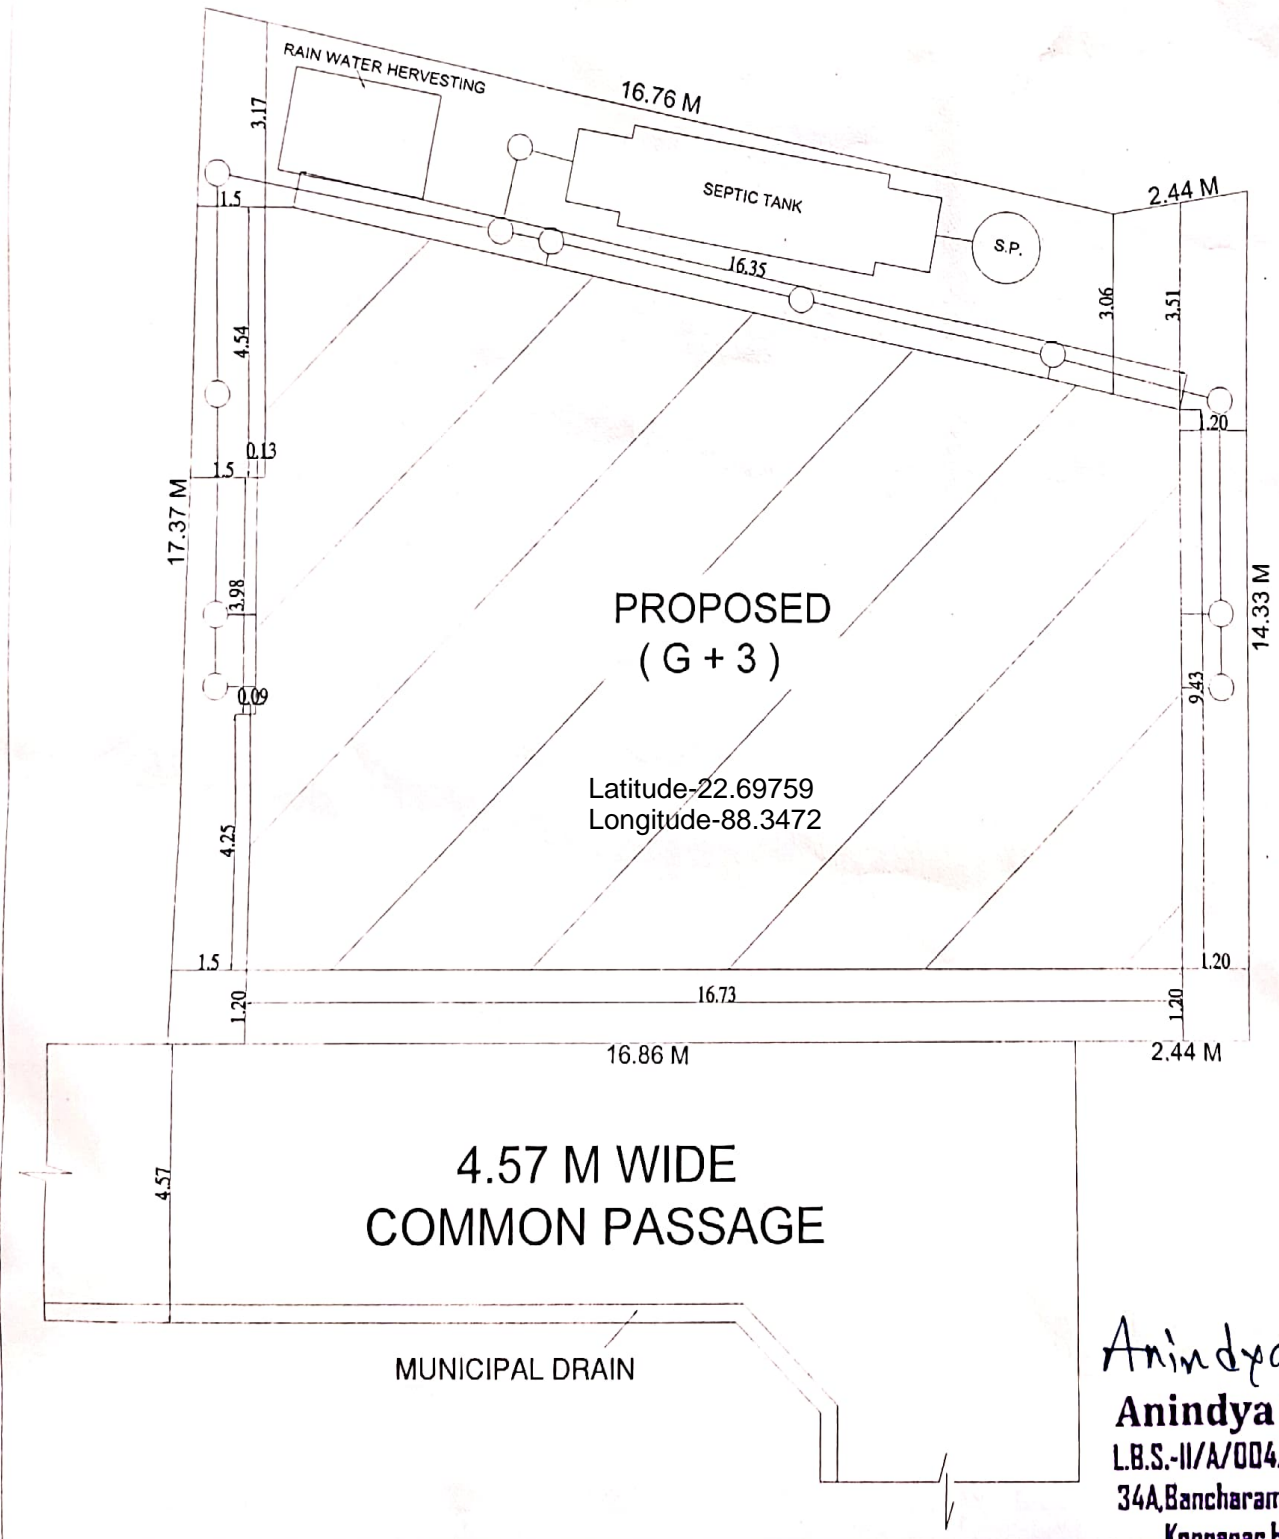 RAIN WATER HERVESTING
16.76 M
3.17
2.44 M
SEPTIC TANK
S.P.
1.5
16.35
3.06
3.51
4.54
1.20
0.13
1.5
17.37 M
3.98
PROPOSED
( G + 3 )
14.33 M
9.43
0.09
Latitude-22.69759
Longitude-88.3472
4.25
1.5
1.20
1.20
16.73
1.20
16.86 M
2.44 M
4.57 M WIDE
COMMON PASSAGE
4.57
MUNICIPAL DRAIN
Anindya
Anindya
L.B.S.-II/A/004
34A,Bancharam